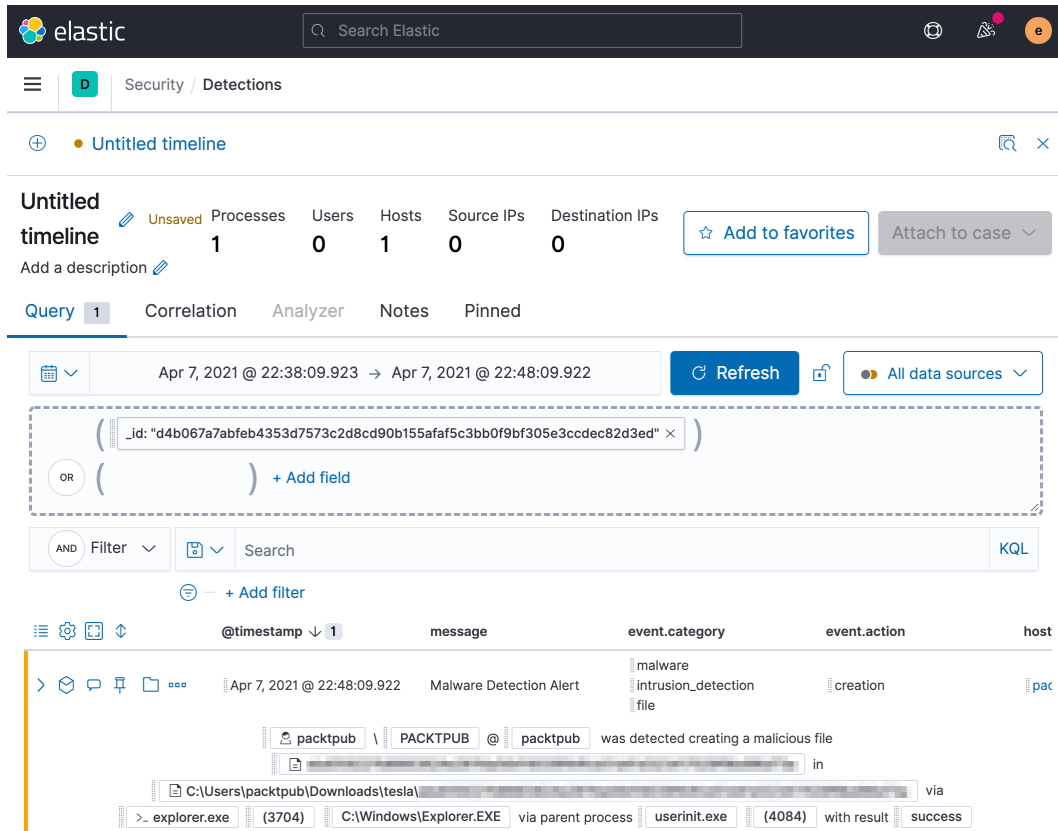 elastic
Search Elastic
e
D
Security / Detections
Untitled timeline
Untitled timeline
Unsaved
Processes
1
Users
0
Hosts
1
Source IPs
0
Destination IPs
0
Add to favorites
Attach to case
Add a description
Query 1
Correlation
Analyzer
Notes
Pinned
Apr 7, 2021 @ 22:38:09.923 → Apr 7, 2021 @ 22:48:09.922
Refresh
All data sources
( _id: "d4b067a7abfeb4353d7573c2d8cd90b155afaf5c3bb0f9bf305e3ccdec82d3ed" × )
OR ( ) + Add field
AND Filter
Search
KQL
+ Add filter
@timestamp ↓ 1
message
event.category
event.action
host
Apr 7, 2021 @ 22:48:09.922
Malware Detection Alert
malware
intrusion_detection
file
creation
pac
packtpub \ PACKTPUB @ packtpub was detected creating a malicious file
in
C:\Users\packtpub\Downloads\tesla\ via
>_ explorer.exe (3704) C:\Windows\Explorer.EXE via parent process userinit.exe (4084) with result success